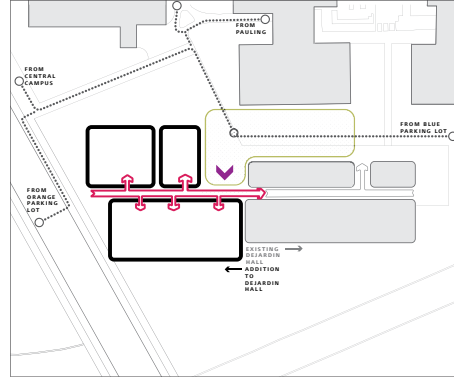 FROM
PAULING
FROM
CENTRAL
CAMPUS
FROM BLUE
PARKING LOT
FROM
ORANGE
PARKING
LOT
EXISTING
DEJARDIN
HALL
ADDITION
TO
DEJARDIN
HALL